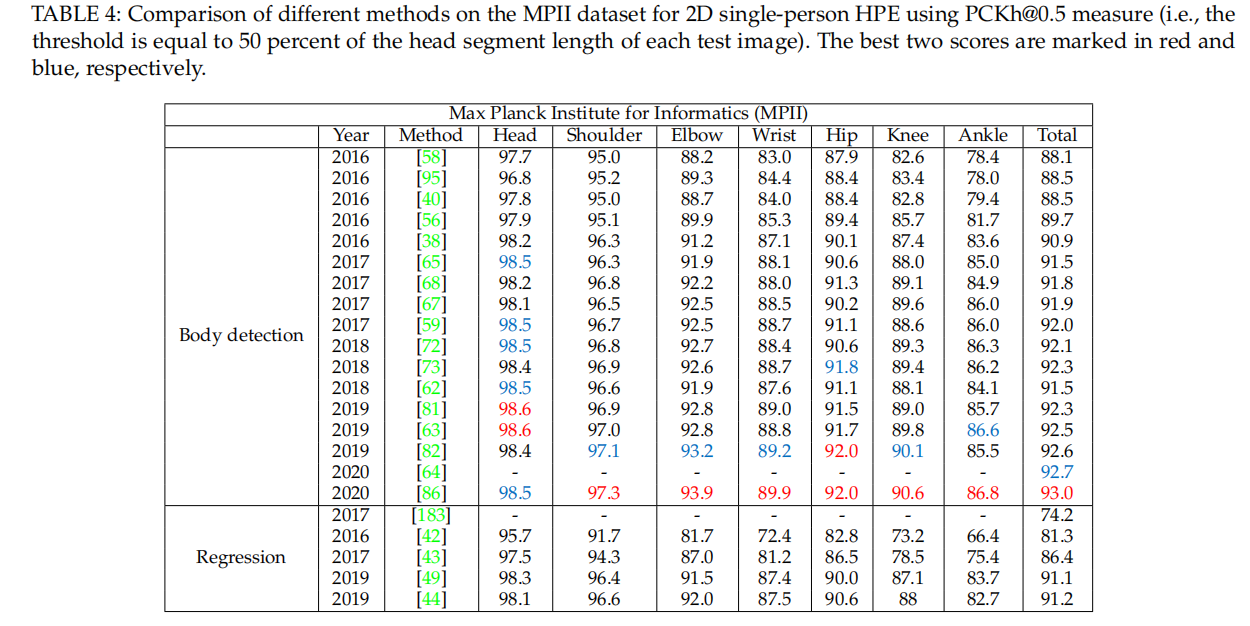 TABLE 4: Comparison of different methods on the MPII dataset for 2D single-person HPE using PCKh@0.5 measure (i.e., the
threshold is equal to 50 percent of the head segment length of each test image). The best two scores are marked in red and
blue, respectively.
Max Planck Institute for Informatics (MPII)
Year Method Head Shoulder Elbow Wrist Hip Knee Ankle Total
2016 [58] 97.7 95.0 88.2 83.0 87.9 82.6 78.4 88.1
2016 [95] 96.8 95.2 89.3 84.4 88.4 83.4 78.0 88.5
2016 [40] 97.8 95.0 88.7 84.0 88.4 82.8 79.4 88.5
2016 [56] 97.9 95.1 89.9 85.3 89.4 85.7 81.7 89.7
2016 [38] 98.2 96.3 91.2 87.1 90.1 87.4 83.6 90.9
2017 [65] 98.5 96.3 91.9 88.1 90.6 88.0 85.0 91.5
2017 [68] 98.2 96.8 92.2 88.0 91.3 89.1 84.9 91.8
2017 [67] 98.1 96.5 92.5 88.5 90.2 89.6 86.0 91.9
Body detection
2017 [59] 98.5 96.7 92.5 88.7 91.1 88.6 86.0 92.0
2018 [72] 98.5 96.8 92.7 88.4 90.6 89.3 86.3 92.1
2018 [73] 98.4 96.9 92.6 88.7 91.8 89.4 86.2 92.3
2018 [62] 98.5 96.6 91.9 87.6 91.1 88.1 84.1 91.5
2019 [81] 98.6 96.9 92.8 89.0 91.5 89.0 85.7 92.3
2019 [63] 98.6 97.0 92.8 88.8 91.7 89.8 86.6 92.5
2019 [82] 98.4 97.1 93.2 89.2 92.0 90.1 85.5 92.6
2020 [64] - - - - - - - 92.7
2020 [86] 98.5 97.3 93.9 89.9 92.0 90.6 86.8 93.0
2017 [183] - - - - - - - 74.2
2016 [42] 95.7 91.7 81.7 72.4 82.8 73.2 66.4 81.3
Regression 2017 [43] 97.5 94.3 87.0 81.2 86.5 78.5 75.4 86.4
2019 [49] 98.3 96.4 91.5 87.4 90.0 87.1 83.7 91.1
2019 [44] 98.1 96.6 92.0 87.5 90.6 88 82.7 91.2